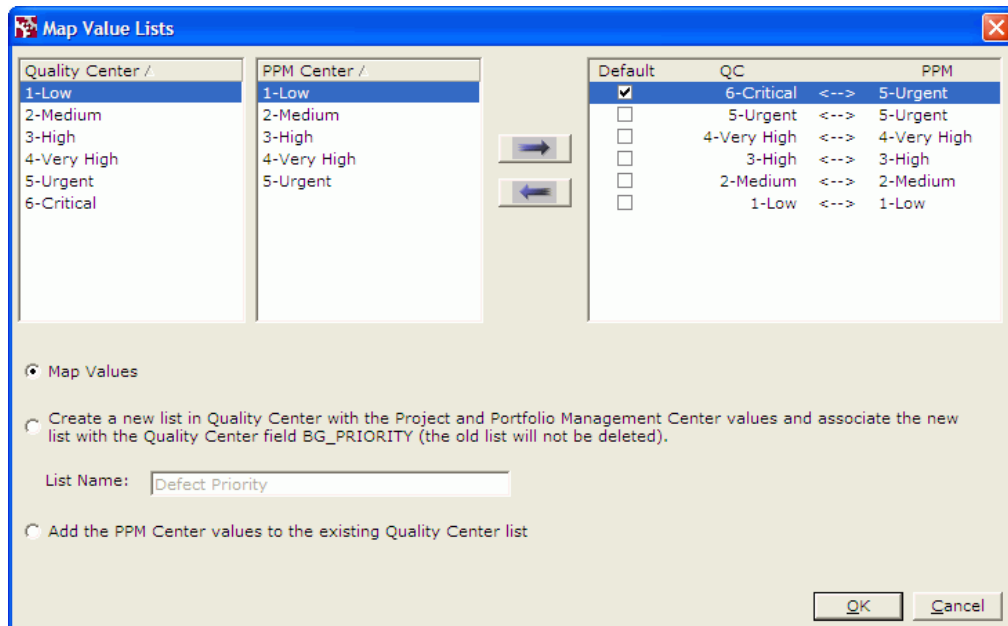 Map Value Lists
Quality Center /
PPM Center /
Default QC PPM
1-Low
2-Medium
3-High
4-Very High
5-Urgent
6-Critical
1-Low
2-Medium
3-High
4-Very High
5-Urgent
6-Critical <--> 5-Urgent
5-Urgent <--> 5-Urgent
4-Very High <--> 4-Very High
3-High <--> 3-High
2-Medium <--> 2-Medium
1-Low <--> 1-Low
Map Values
Create a new list in Quality Center with the Project and Portfolio Management Center values and associate the new
list with the Quality Center field BG_PRIORITY (the old list will not be deleted).
List Name: Defect Priority
Add the PPM Center values to the existing Quality Center list
OK Cancel